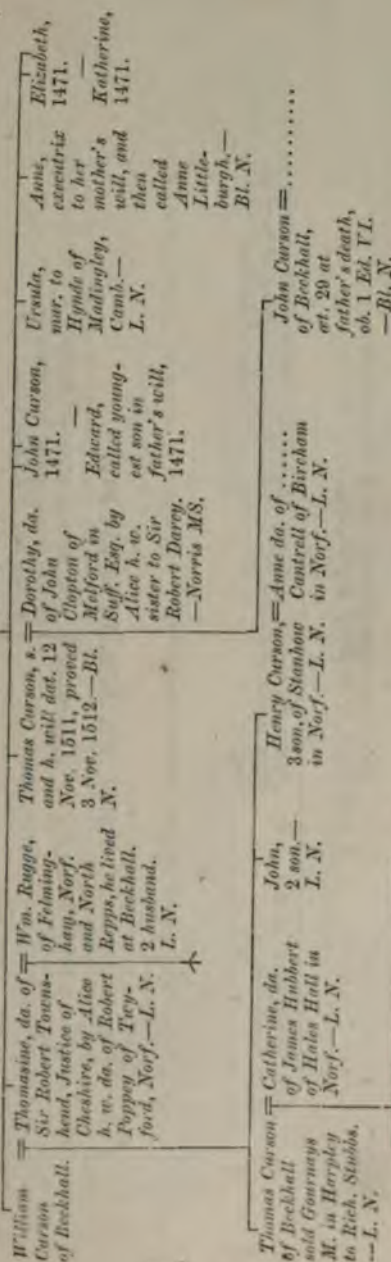 William
Curson
of Beckhall.
= Thomasine, da. of
Sir Robert Towns-
hend, Justice of
Cheshire, by Alice
h. w. da. of Robert
Poppey of Twy-
ford, Norf.—L. N.
= Wm. Rugge,
of Felming-
ham, Norf.
and North
Repps, he lived
at Beckhall.
2 husband.
L. N.
Thomas Curson, s.
and h. will dat. 12
Nov. 1511, proved
3 Nov. 1512.—Bl.
N.
= Dorothy, da.
of John
Clopton of
Melford in
Suff. Esq. by
Alice h. w.
sister to Sir
Robert Darcy.
—Norris MS.
John Curson,
1471.
—
Edward,
called young-
est son in
father's will,
1471.
Ursula,
mar. to
Hynde of
Madingley,
Camb.—
L. N.
Anne,
executrix
to her
mother's
will, and
then
called
Anne
Little-
burgh.—
Bl. N.
Elizabeth,
1471.
—
Katherine,
1471.
Thomas Curson
of Beckhall
sold Gournays
M. in Harpley
to Rich. Stubbs.
—L. N.
= Catherine, da.
of James Hubbert
of Hales Hall in
Norf.—L. N.
John,
2 son.—
L. N.
Henry Curson,
3 son, of Stanhow
in Norf.—L. N.
= Anne da. of ......
Cantrell of Bircham
in Norf.—L. N.
John Curson = ...........
of Beckhall,
æt. 29 at
father's death,
ob. 1 Ed. VI.
—Bl. N.